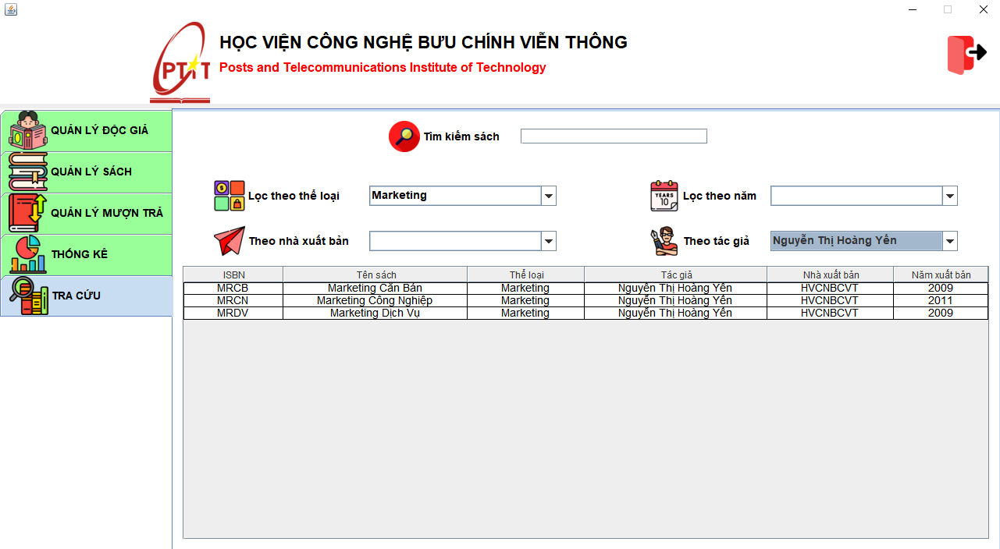 HỌC VIỆN CÔNG NGHỆ BƯU CHÍNH VIỄN THÔNG
Posts and Telecommunications Institute of Technology
PTIT
QUẢN LÝ ĐỘC GIẢ
QUẢN LÝ SÁCH
QUẢN LÝ MƯỢN TRẢ
THỐNG KÊ
TRA CỨU
Tìm kiếm sách
Lọc theo thể loại Marketing
YEARS
10
Lọc theo năm
Theo nhà xuất bản
Theo tác giả Nguyễn Thị Hoàng Yến
ISBN Tên sách Thể loại Tác giả Nhà xuất bản Năm xuất bản
MRCB Marketing Căn Bản Marketing Nguyễn Thị Hoàng Yến HVCNBCVT 2009
MRCN Marketing Công Nghiệp Marketing Nguyễn Thị Hoàng Yến HVCNBCVT 2011
MRDV Marketing Dịch Vụ Marketing Nguyễn Thị Hoàng Yến HVCNBCVT 2009